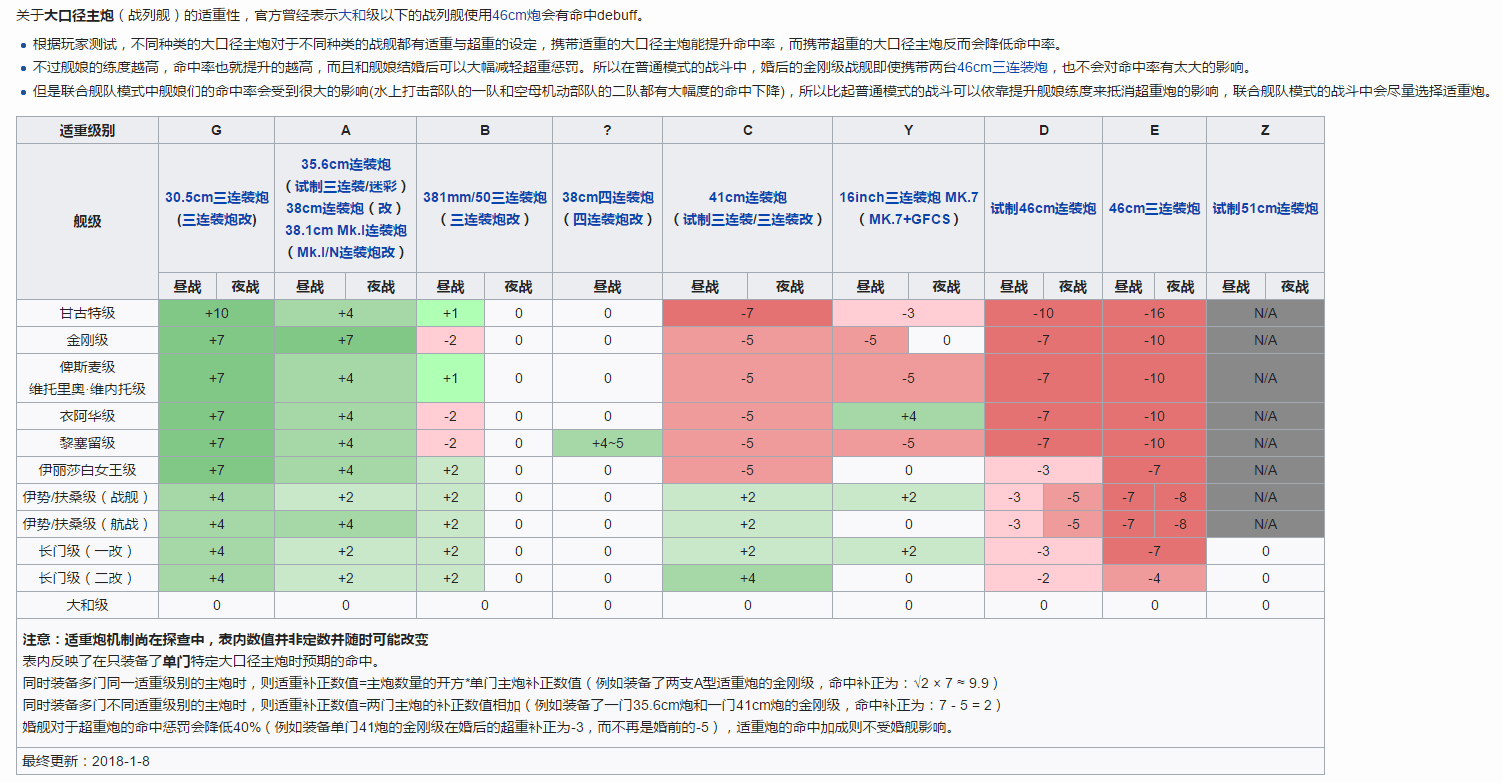 关于大口径主炮（战列舰）的适重性，官方曾经表示大和级以下的战列舰使用46cm炮会有命中debuff。
根据玩家测试，不同种类的大口径主炮对于不同种类的战舰都有适重与超重的设定，携带适重的大口径主炮能提升命中率，而携带超重的大口径主炮反而会降低命中率。
不过舰娘的练度越高，命中率也就提升的越高，而且和舰娘结婚后可以大幅减轻超重惩罚。所以在普通模式的战斗中，婚后的金刚级战舰即使携带两台46cm三连装炮，也不会对命中率有太大的影响。
但是联合舰队模式中舰娘们的命中率会受到很大的影响(水上打击部队的一队和空母机动部队的二队都有大幅度的命中下降)，所以比起普通模式的战斗可以依靠提升舰娘练度来抵消超重炮的影响，联合舰队模式的战斗中会尽量选择适重炮。
适重级别 G A B ? C Y D E Z
舰级
30.5cm三连装炮
(三连装炮改)
35.6cm连装炮
（试制三连装/迷彩）
38cm连装炮（改）
38.1cm Mk.I连装炮
（Mk.I/N连装炮改）
381mm/50三连装炮
（三连装炮改）
38cm四连装炮
（四连装炮改）
41cm连装炮
（试制三连装/三连装改）
16inch三连装炮 MK.7
（MK.7+GFCS）
试制46cm连装炮
46cm三连装炮
试制51cm连装炮
昼战 夜战 昼战 夜战 昼战 夜战 昼战 昼战 夜战 昼战 夜战 昼战 夜战 昼战 夜战 昼战 夜战
甘古特级 +10 +4 +1 0 0 -7 -3 -10 -16 N/A
金刚级 +7 +7 -2 0 0 -5 -5 0 -7 -10 N/A
俾斯麦级
维托里奥·维内托级
+7 +4 +1 0 0 -5 -5 -7 -10 N/A
衣阿华级 +7 +4 -2 0 0 -5 +4 -7 -10 N/A
黎塞留级 +7 +4 -2 0 +4~5 -5 -5 -7 -10 N/A
伊丽莎白女王级 +7 +4 +2 0 0 -5 0 -3 -7 N/A
伊势/扶桑级（战舰） +4 +2 +2 0 0 +2 +2 -3 -5 -7 -8 N/A
伊势/扶桑级（航战） +4 +4 +2 0 0 +2 0 -3 -5 -7 -8 N/A
长门级（一改） +4 +2 +2 0 0 +2 +2 -3 -7 0
长门级（二改） +4 +2 +2 0 0 +4 0 -2 -4 0
大和级 0 0 0 0 0 0 0 0 0
注意：适重炮机制尚在探查中，表内数值并非定数并随时可能改变
表内反映了在只装备了单门特定大口径主炮时预期的命中。
同时装备多门同一适重级别的主炮时，则适重补正数值=主炮数量的开方*单门主炮补正数值（例如装备了两支A型适重炮的金刚级，命中补正为：√2 × 7 ≈ 9.9）
同时装备多门不同适重级别的主炮时，则适重补正数值=两门主炮的补正数值相加（例如装备了一门35.6cm炮和一门41cm炮的金刚级，命中补正为：7 - 5 = 2）
婚舰对于超重炮的命中惩罚会降低40%（例如装备单门41炮的金刚级在婚后的超重补正为-3，而不再是婚前的-5），适重炮的命中加成则不受婚舰影响。
最终更新：2018-1-8